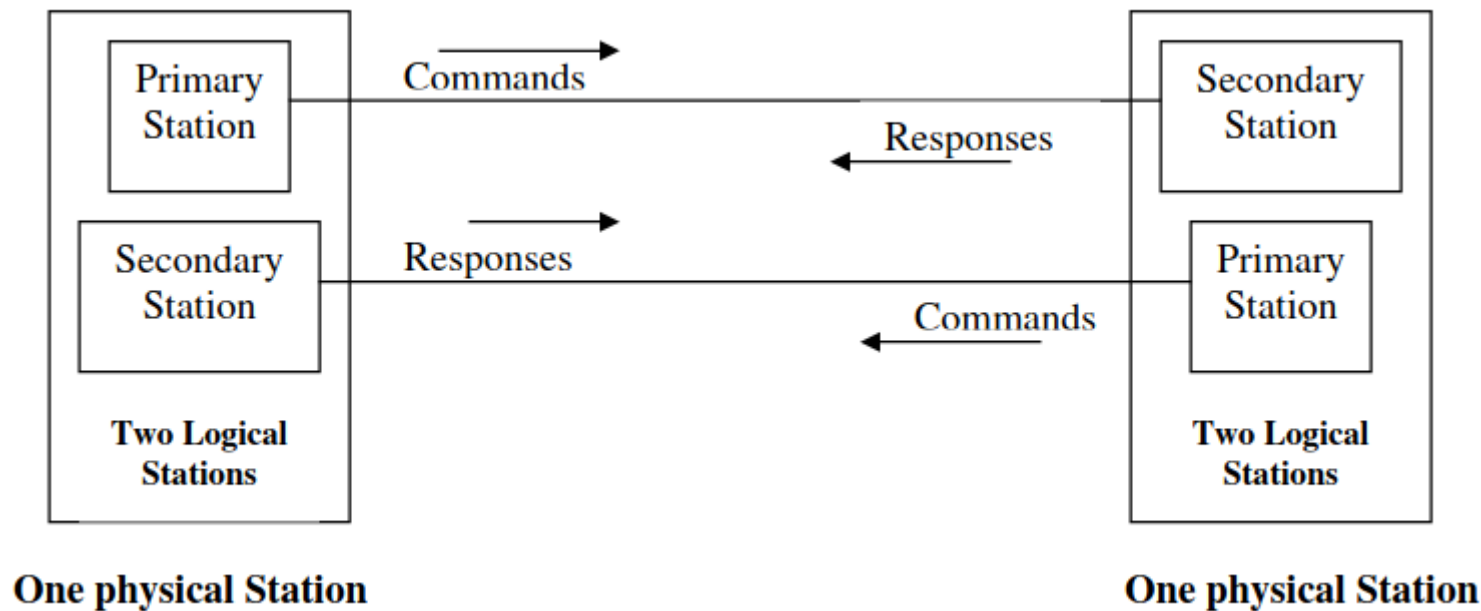 Primary
Station
Commands
Responses
Secondary
Station
Secondary
Station
Responses
Commands
Primary
Station
Two Logical
Stations
Two Logical
Stations
One physical Station
One physical Station